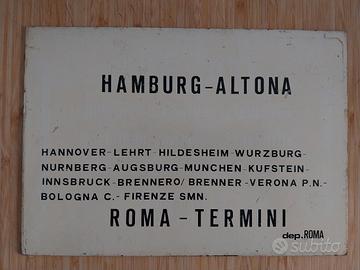 HAMBURG-ALTONA
HANNOVER-LEHRT-HILDESHEIM-WURZBURG-
NURNBERG-AUGSBURG-MUNCHEN-KUFSTEIN-
INNSBRUCK-BRENNERO/BRENNER-VERONA P.N.-
BOLOGNA C.- FIRENZE SMN.
ROMA-TERMINI
dep.ROMA
subito